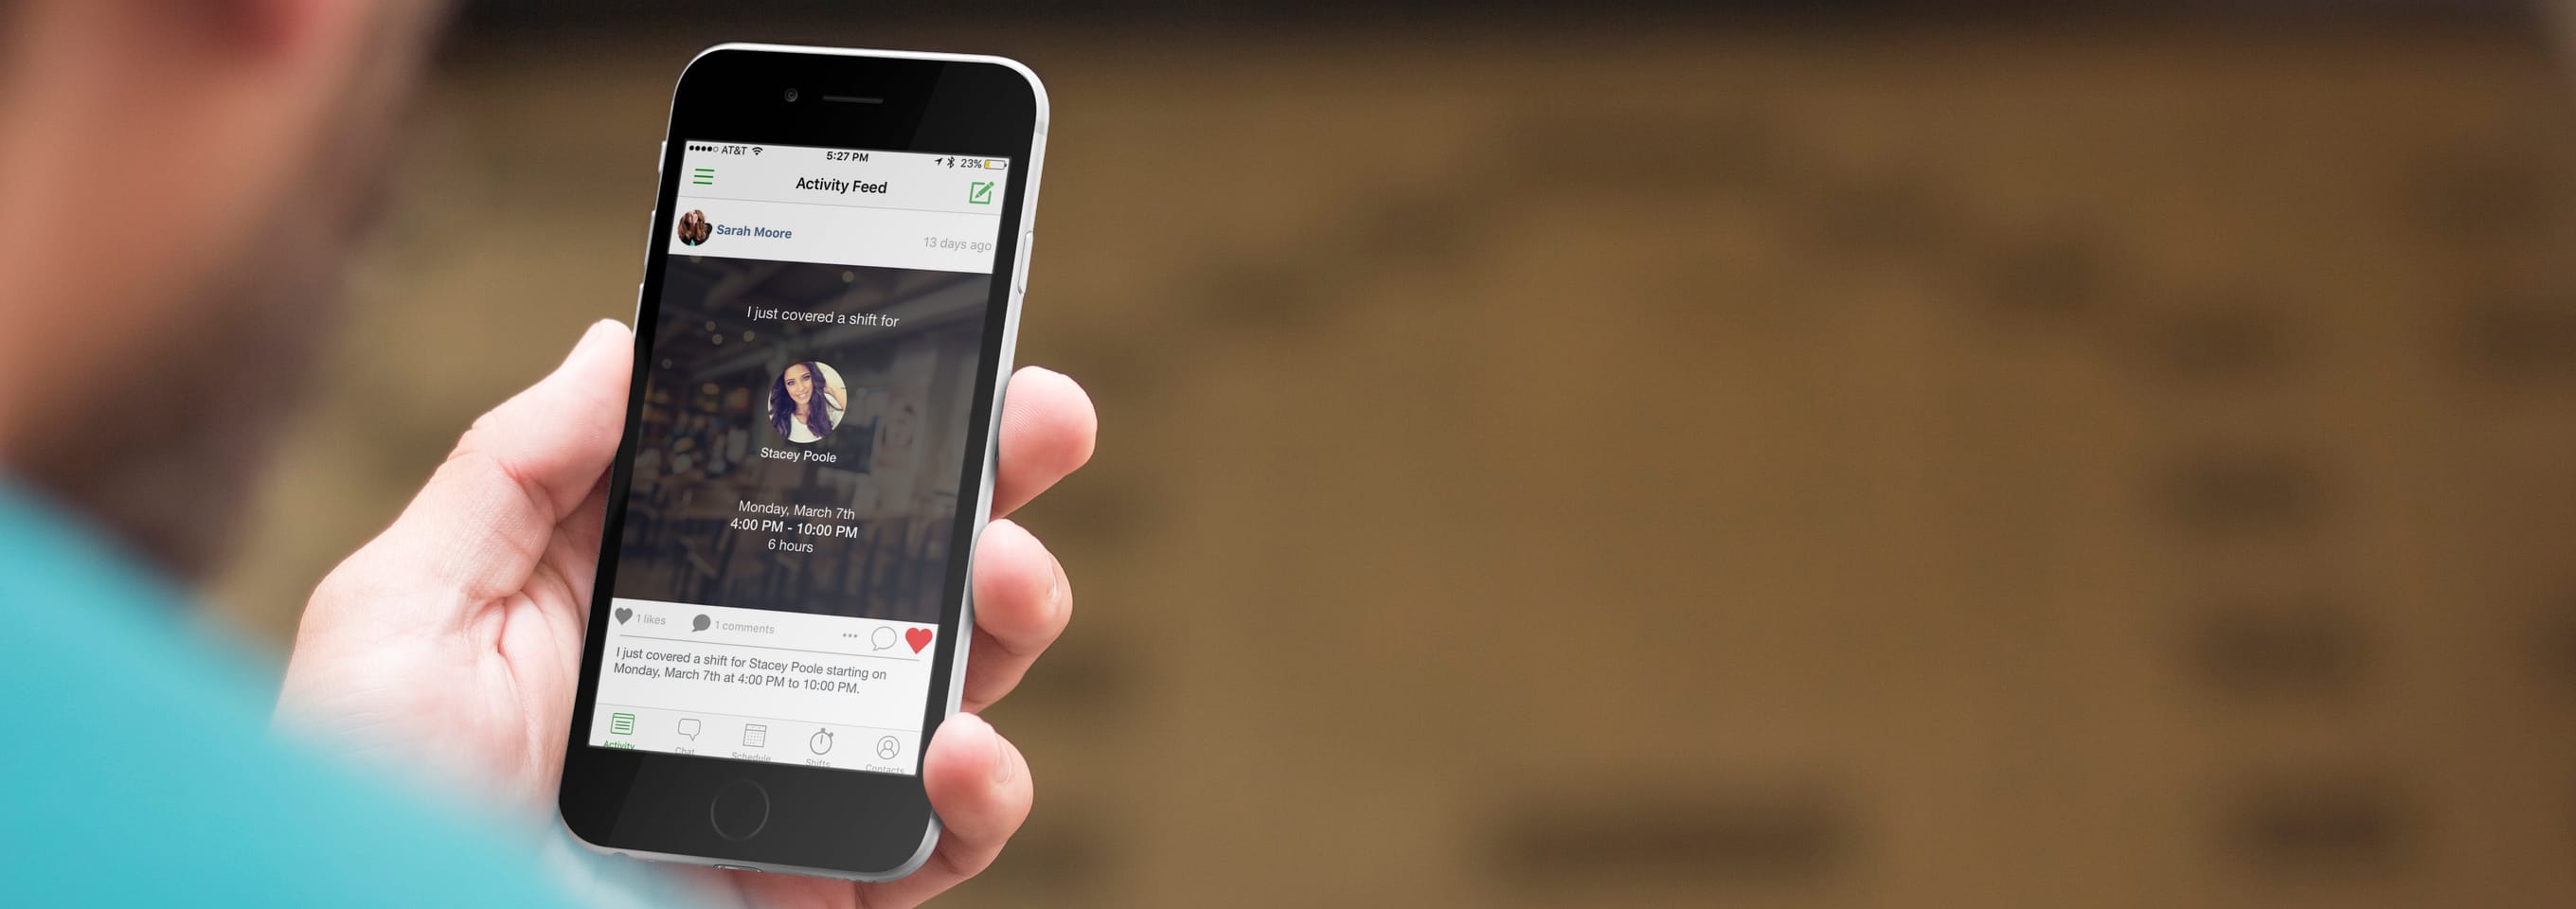 AT&T 5:27 PM 23%
Activity Feed
Sarah Moore 13 days ago
I just covered a shift for
Stacey Poole
Monday, March 7th
4:00 PM - 10:00 PM
6 hours
1 likes 1 comments
I just covered a shift for Stacey Poole starting on
Monday, March 7th at 4:00 PM to 10:00 PM.
Activity Chat Schedule Shifts Contacts